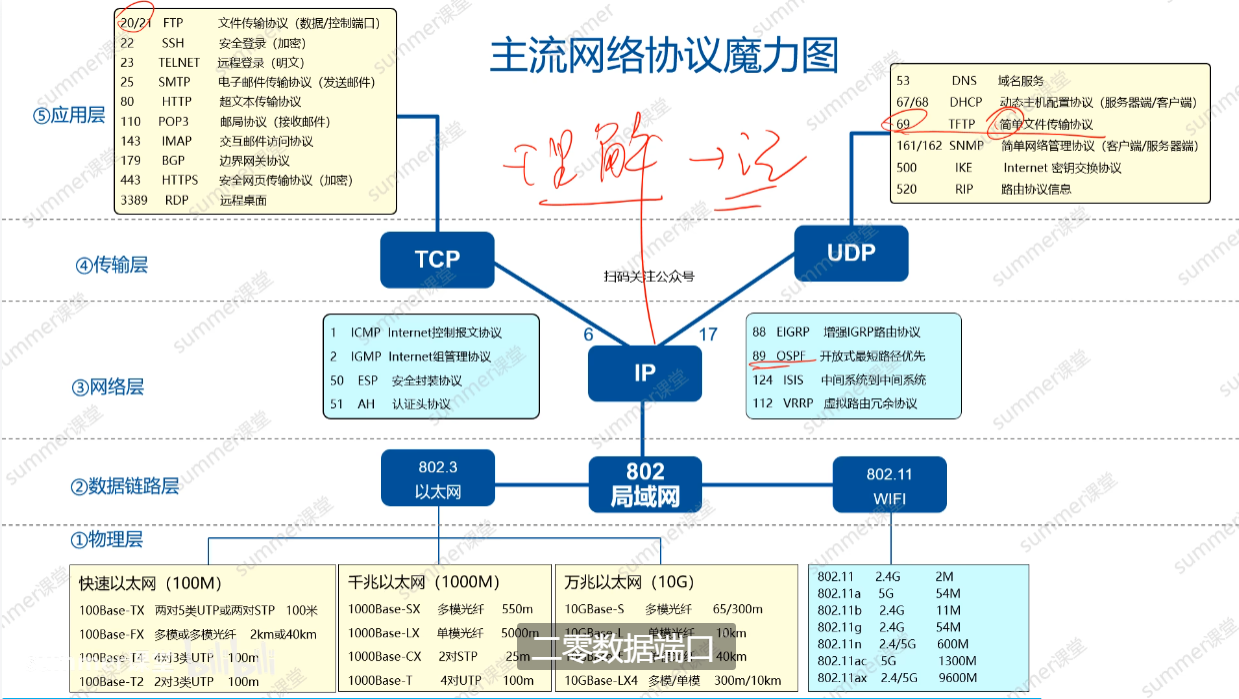 主流网络协议魔力图
20/21 FTP 文件传输协议（数据/控制端口）
22 SSH 安全登录（加密）
23 TELNET 远程登录（明文）
25 SMTP 电子邮件传输协议（发送邮件）
80 HTTP 超文本传输协议
110 POP3 邮局协议（接收邮件）
143 IMAP 交互邮件访问协议
179 BGP 边界网关协议
443 HTTPS 安全网页传输协议（加密）
3389 RDP 远程桌面
⑤应用层
53 DNS 域名服务
67/68 DHCP 动态主机配置协议（服务器端/客户端）
69 TFTP 简单文件传输协议
161/162 SNMP 简单网络管理协议（客户端/服务器端）
500 IKE Internet 密钥交换协议
520 RIP 路由协议信息
理解 → 记
④传输层
TCP
UDP
扫码关注公众号
6
17
③网络层
1 ICMP Internet控制报文协议
2 IGMP Internet组管理协议
50 ESP 安全封装协议
51 AH 认证头协议
IP
88 EIGRP 增强IGRP路由协议
89 OSPF 开放式最短路径优先
124 ISIS 中间系统到中间系统
112 VRRP 虚拟路由冗余协议
②数据链路层
802.3
以太网
802
局域网
802.11
WIFI
①物理层
快速以太网（100M）
100Base-TX 两对5类UTP或两对STP 100米
100Base-FX 多模或多模光纤 2km或40km
100Base-T4 4对3类UTP 100m
100Base-T2 2对3类UTP 100m
千兆以太网（1000M）
1000Base-SX 多模光纤 550m
1000Base-LX 单模光纤 5000m
1000Base-CX 2对STP 25m
1000Base-T 4对UTP 100m
万兆以太网（10G）
10GBase-S 多模光纤 65/300m
10GBase-L 单模光纤 10km
40km
10GBase-LX4 多模/单模 300m/10km
802.11 2.4G 2M
802.11a 5G 54M
802.11b 2.4G 11M
802.11g 2.4G 54M
802.11n 2.4/5G 600M
802.11ac 5G 1300M
802.11ax 2.4/5G 9600M
二零数据端口
summer课堂
bilibili